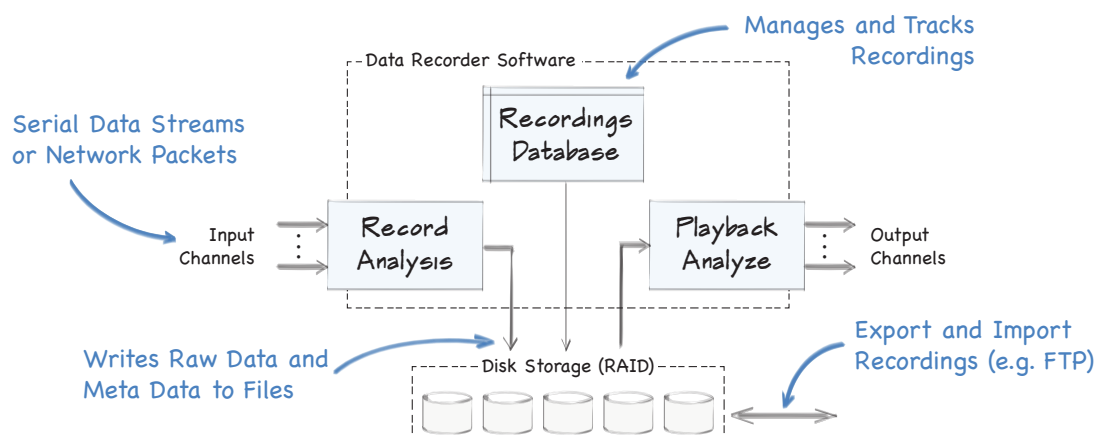 Manages and Tracks
Recordings
Data Recorder Software
Recordings
Database
Serial Data Streams
or Network Packets
Input
Channels
Record
Analysis
Playback
Analyze
Output
Channels
Writes Raw Data and
Meta Data to Files
Export and Import
Recordings (e.g. FTP)
Disk Storage (RAID)